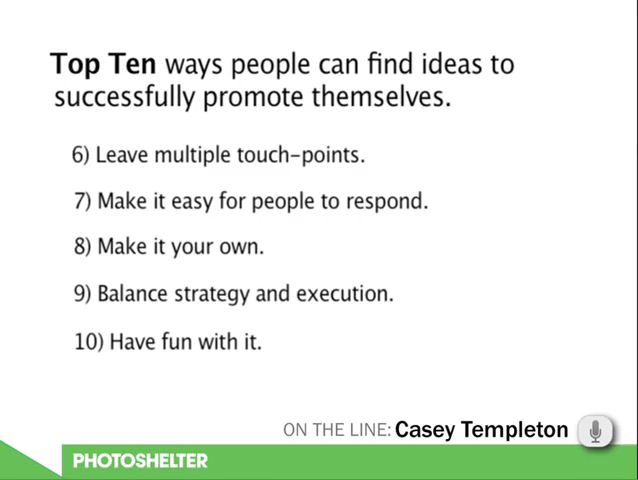 Top Ten ways people can find ideas to
successfully promote themselves.
6) Leave multiple touch-points.
7) Make it easy for people to respond.
8) Make it your own.
9) Balance strategy and execution.
10) Have fun with it.
ON THE LINE: Casey Templeton
PHOTOSHELTER